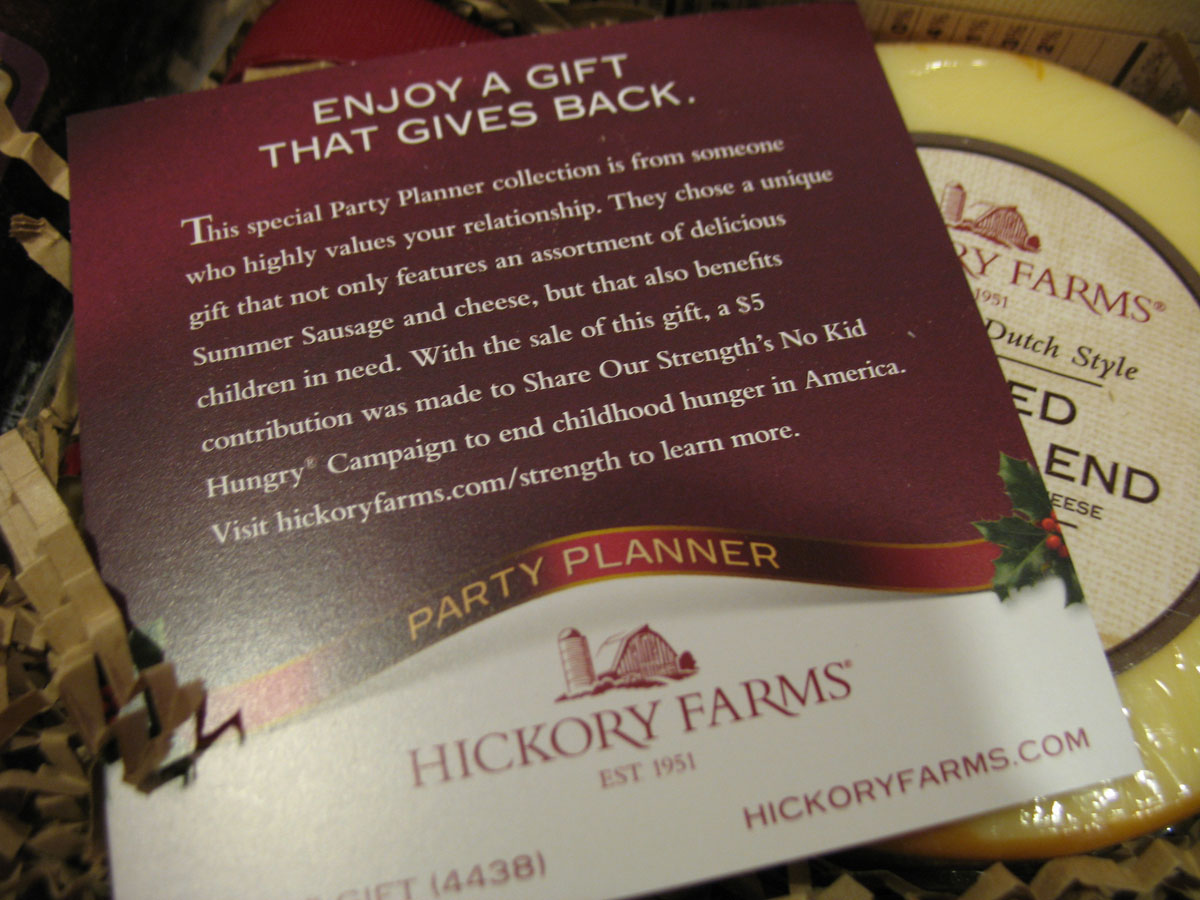 ENJOY A GIFT
THAT GIVES BACK.
This special Party Planner collection is from someone
who highly values your relationship. They chose a unique
gift that not only features an assortment of delicious
Summer Sausage and cheese, but that also benefits
children in need. With the sale of this gift, a $5
contribution was made to Share Our Strength's No Kid
Hungry® Campaign to end childhood hunger in America.
Visit hickoryfarms.com/strength to learn more.
PARTY PLANNER
HICKORY FARMS®
EST 1951
HICKORYFARMS.COM
GIFT (4438)
RY FARMS®
1951
Dutch Style
ED
END
EESE